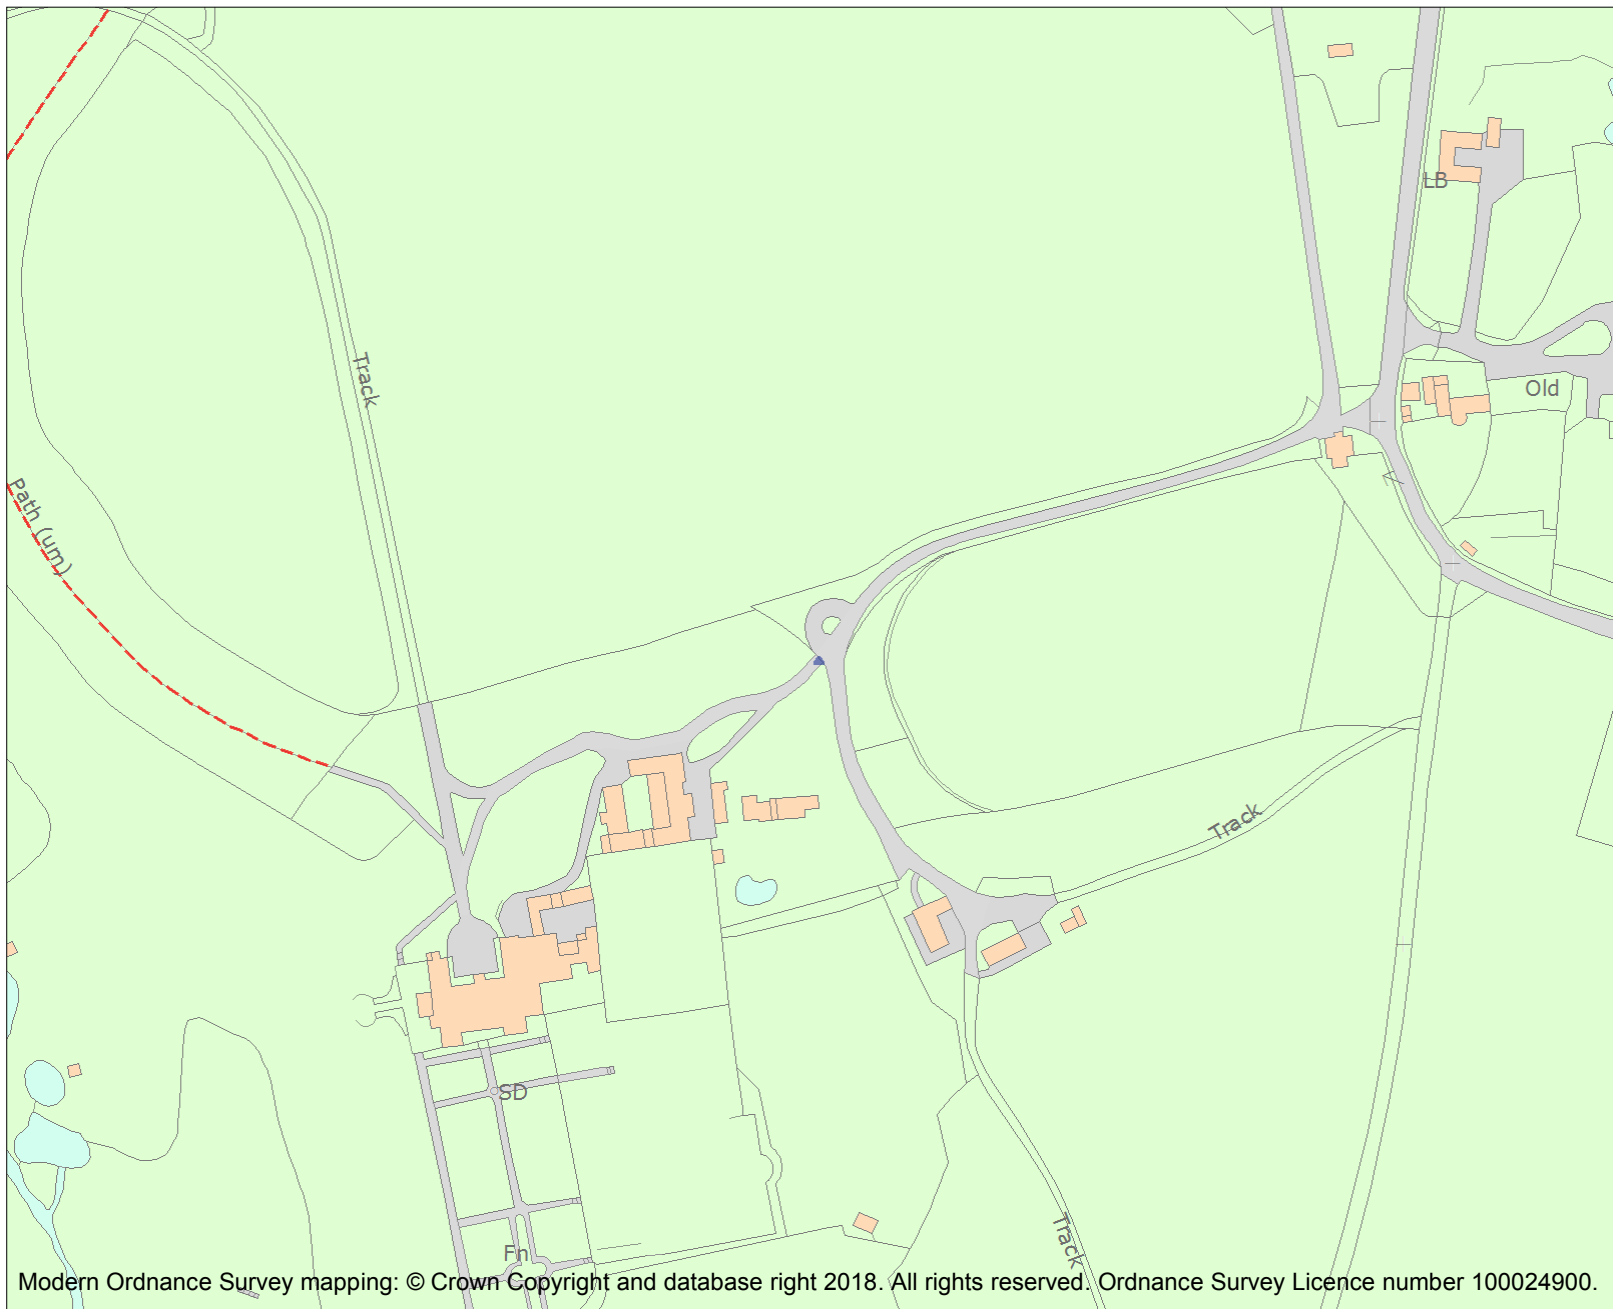 LB
Track
Old
Path (um)
Track
SD
Track
Fn
Modern Ordnance Survey mapping: © Crown Copyright and database right 2018. All rights reserved. Ordnance Survey Licence number 100024900.